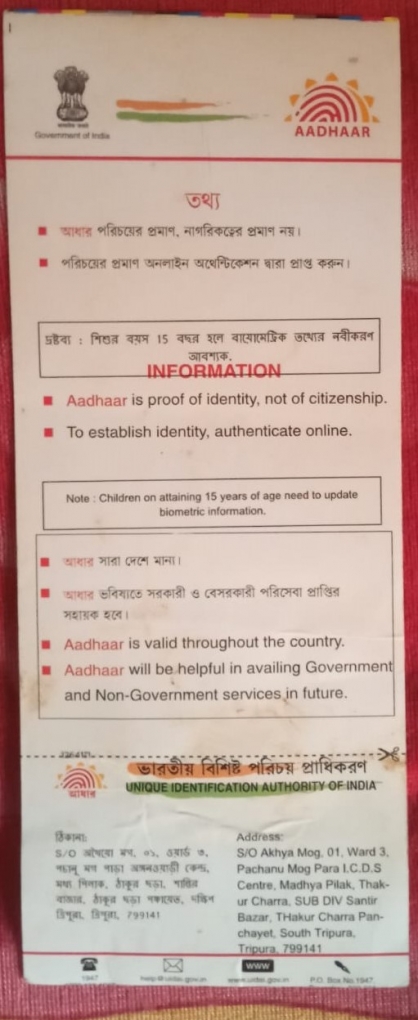 Government of India
AADHAAR
তথ্য
আধার পরিচয়ের প্রমাণ, নাগরিকত্বের প্রমাণ নয়।
পরিচয়ের প্রমাণ অনলাইন অথেন্টিকেশন দ্বারা প্রাপ্ত করুন।
দ্রষ্টব্য : শিশুর বয়স 15 বছর হলে বায়োমেট্রিক তথ্যের নবীকরণ
আবশ্যক.
INFORMATION
Aadhaar is proof of identity, not of citizenship.
To establish identity, authenticate online.
Note : Children on attaining 15 years of age need to update
biometric information.
আধার সারা দেশে মান্য।
আধার ভবিষ্যতে সরকারী ও বেসরকারী পরিসেবা প্রাপ্তির
সহায়ক হবে।
Aadhaar is valid throughout the country.
Aadhaar will be helpful in availing Government
and Non-Government services in future.
ভারতীয় বিশিষ্ট পরিচয় প্রাধিকরণ
আধার
UNIQUE IDENTIFICATION AUTHORITY OF INDIA
ঠিকানা:
S/O মগ, ০১, ওয়ার্ড ৩,
মগ পাড়া কেন্দ্র,
মধ্য পিলাক, ঠাকুর ছড়া,
বাজার, ঠাকুর ছড়া পঞ্চায়েত, দক্ষিণ
ত্রিপুরা, ত্রিপুরা, 799141
Address:
S/O Akhya Mog, 01, Ward 3,
Pachanu Mog Para I.C.D.S
Centre, Madhya Pilak, Thak-
ur Charra, SUB DIV Santir
Bazar, THakur Charra Pan-
chayet, South Tripura,
Tripura, 799141
1947
help@uidai.gov.in
www
www.uidai.gov.in
P.O. Box No.1947